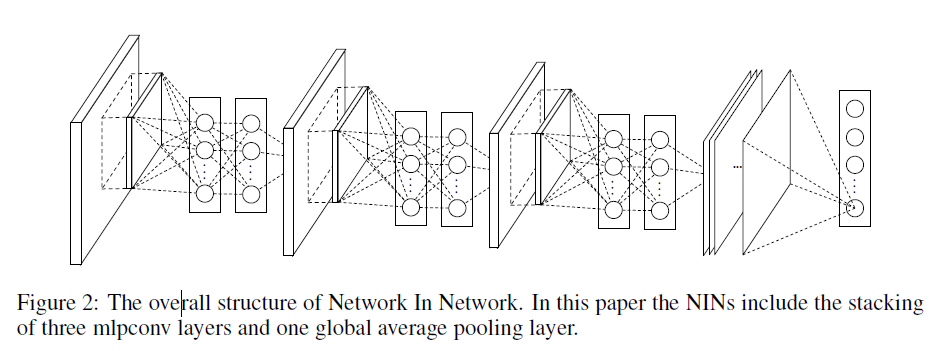 Figure 2: The overall structure of Network In Network. In this paper the NINs include the stacking
of three mlpconv layers and one global average pooling layer.